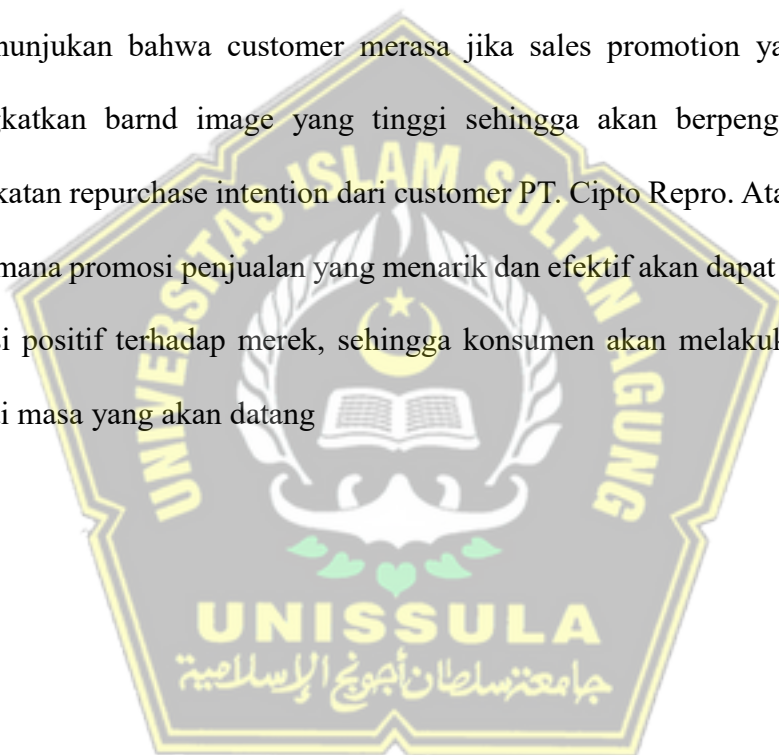 nunjukan bahwa customer merasa jika sales promotion ya
gkatkan barnd image yang tinggi sehingga akan berpeng
katan repurchase intention dari customer PT. Cipto Repro. Ata
mana promosi penjualan yang menarik dan efektif akan dapat
si positif terhadap merek, sehingga konsumen akan melakuk
i masa yang akan datang
UNIVERSITAS ISLAM SULTAN AGUNG
UNISSULA
جامعة سلطان أجونج الإسلامية